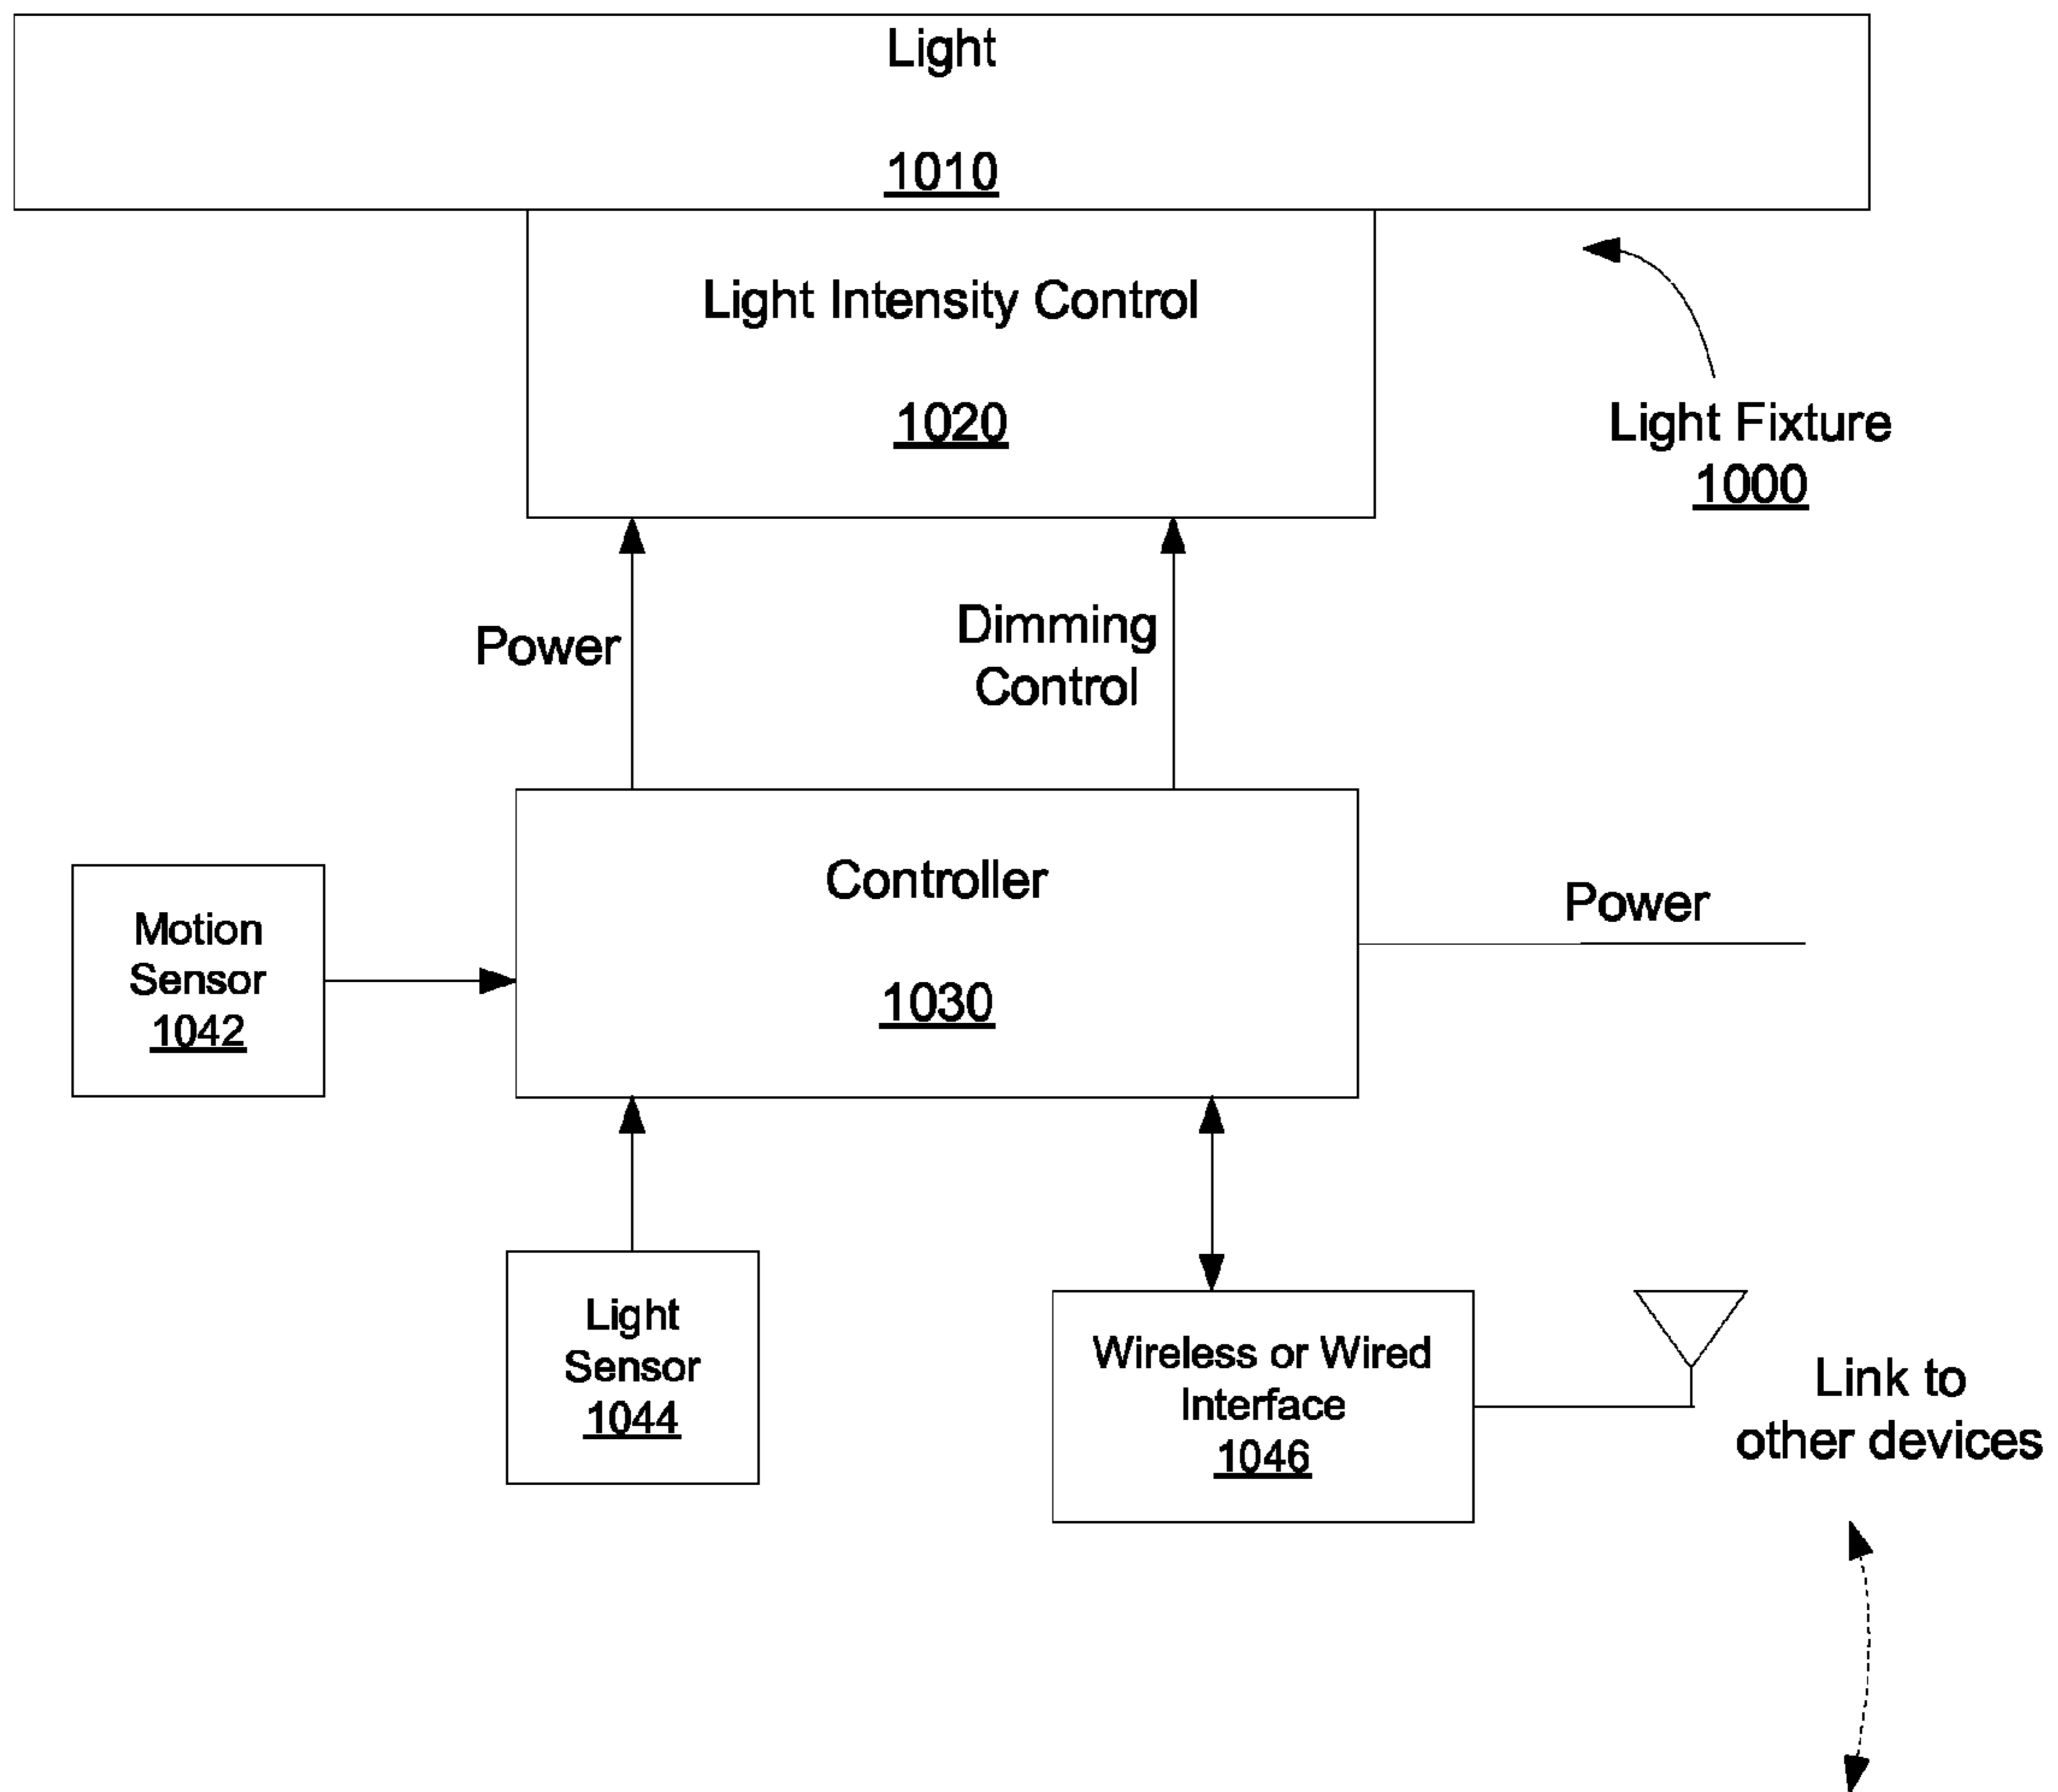 Light
1010
Light Intensity Control
1020
Light Fixture
1000
Power
Dimming
Control
Controller
1030
Power
Motion
Sensor
1042
Light
Sensor
1044
Wireless or Wired
Interface
1046
Link to
other devices